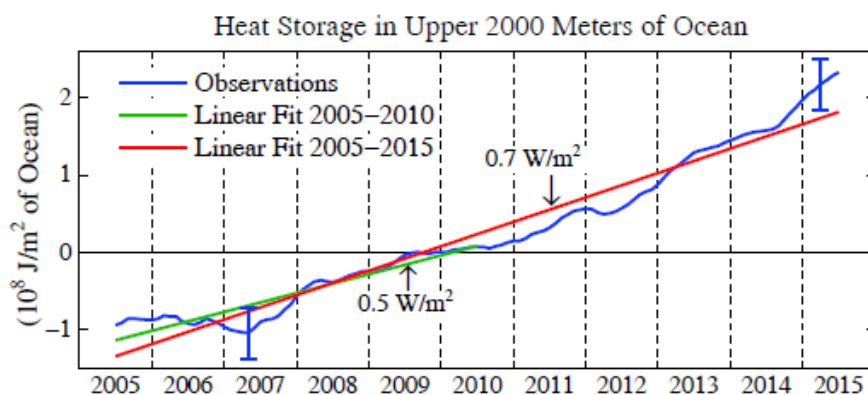 Heat Storage in Upper 2000 Meters of Ocean
(10⁸ J/m² of Ocean)
2
1
0
−1
Observations
Linear Fit 2005−2010
Linear Fit 2005−2015
0.7 W/m²
0.5 W/m²
2005 2006 2007 2008 2009 2010 2011 2012 2013 2014 2015